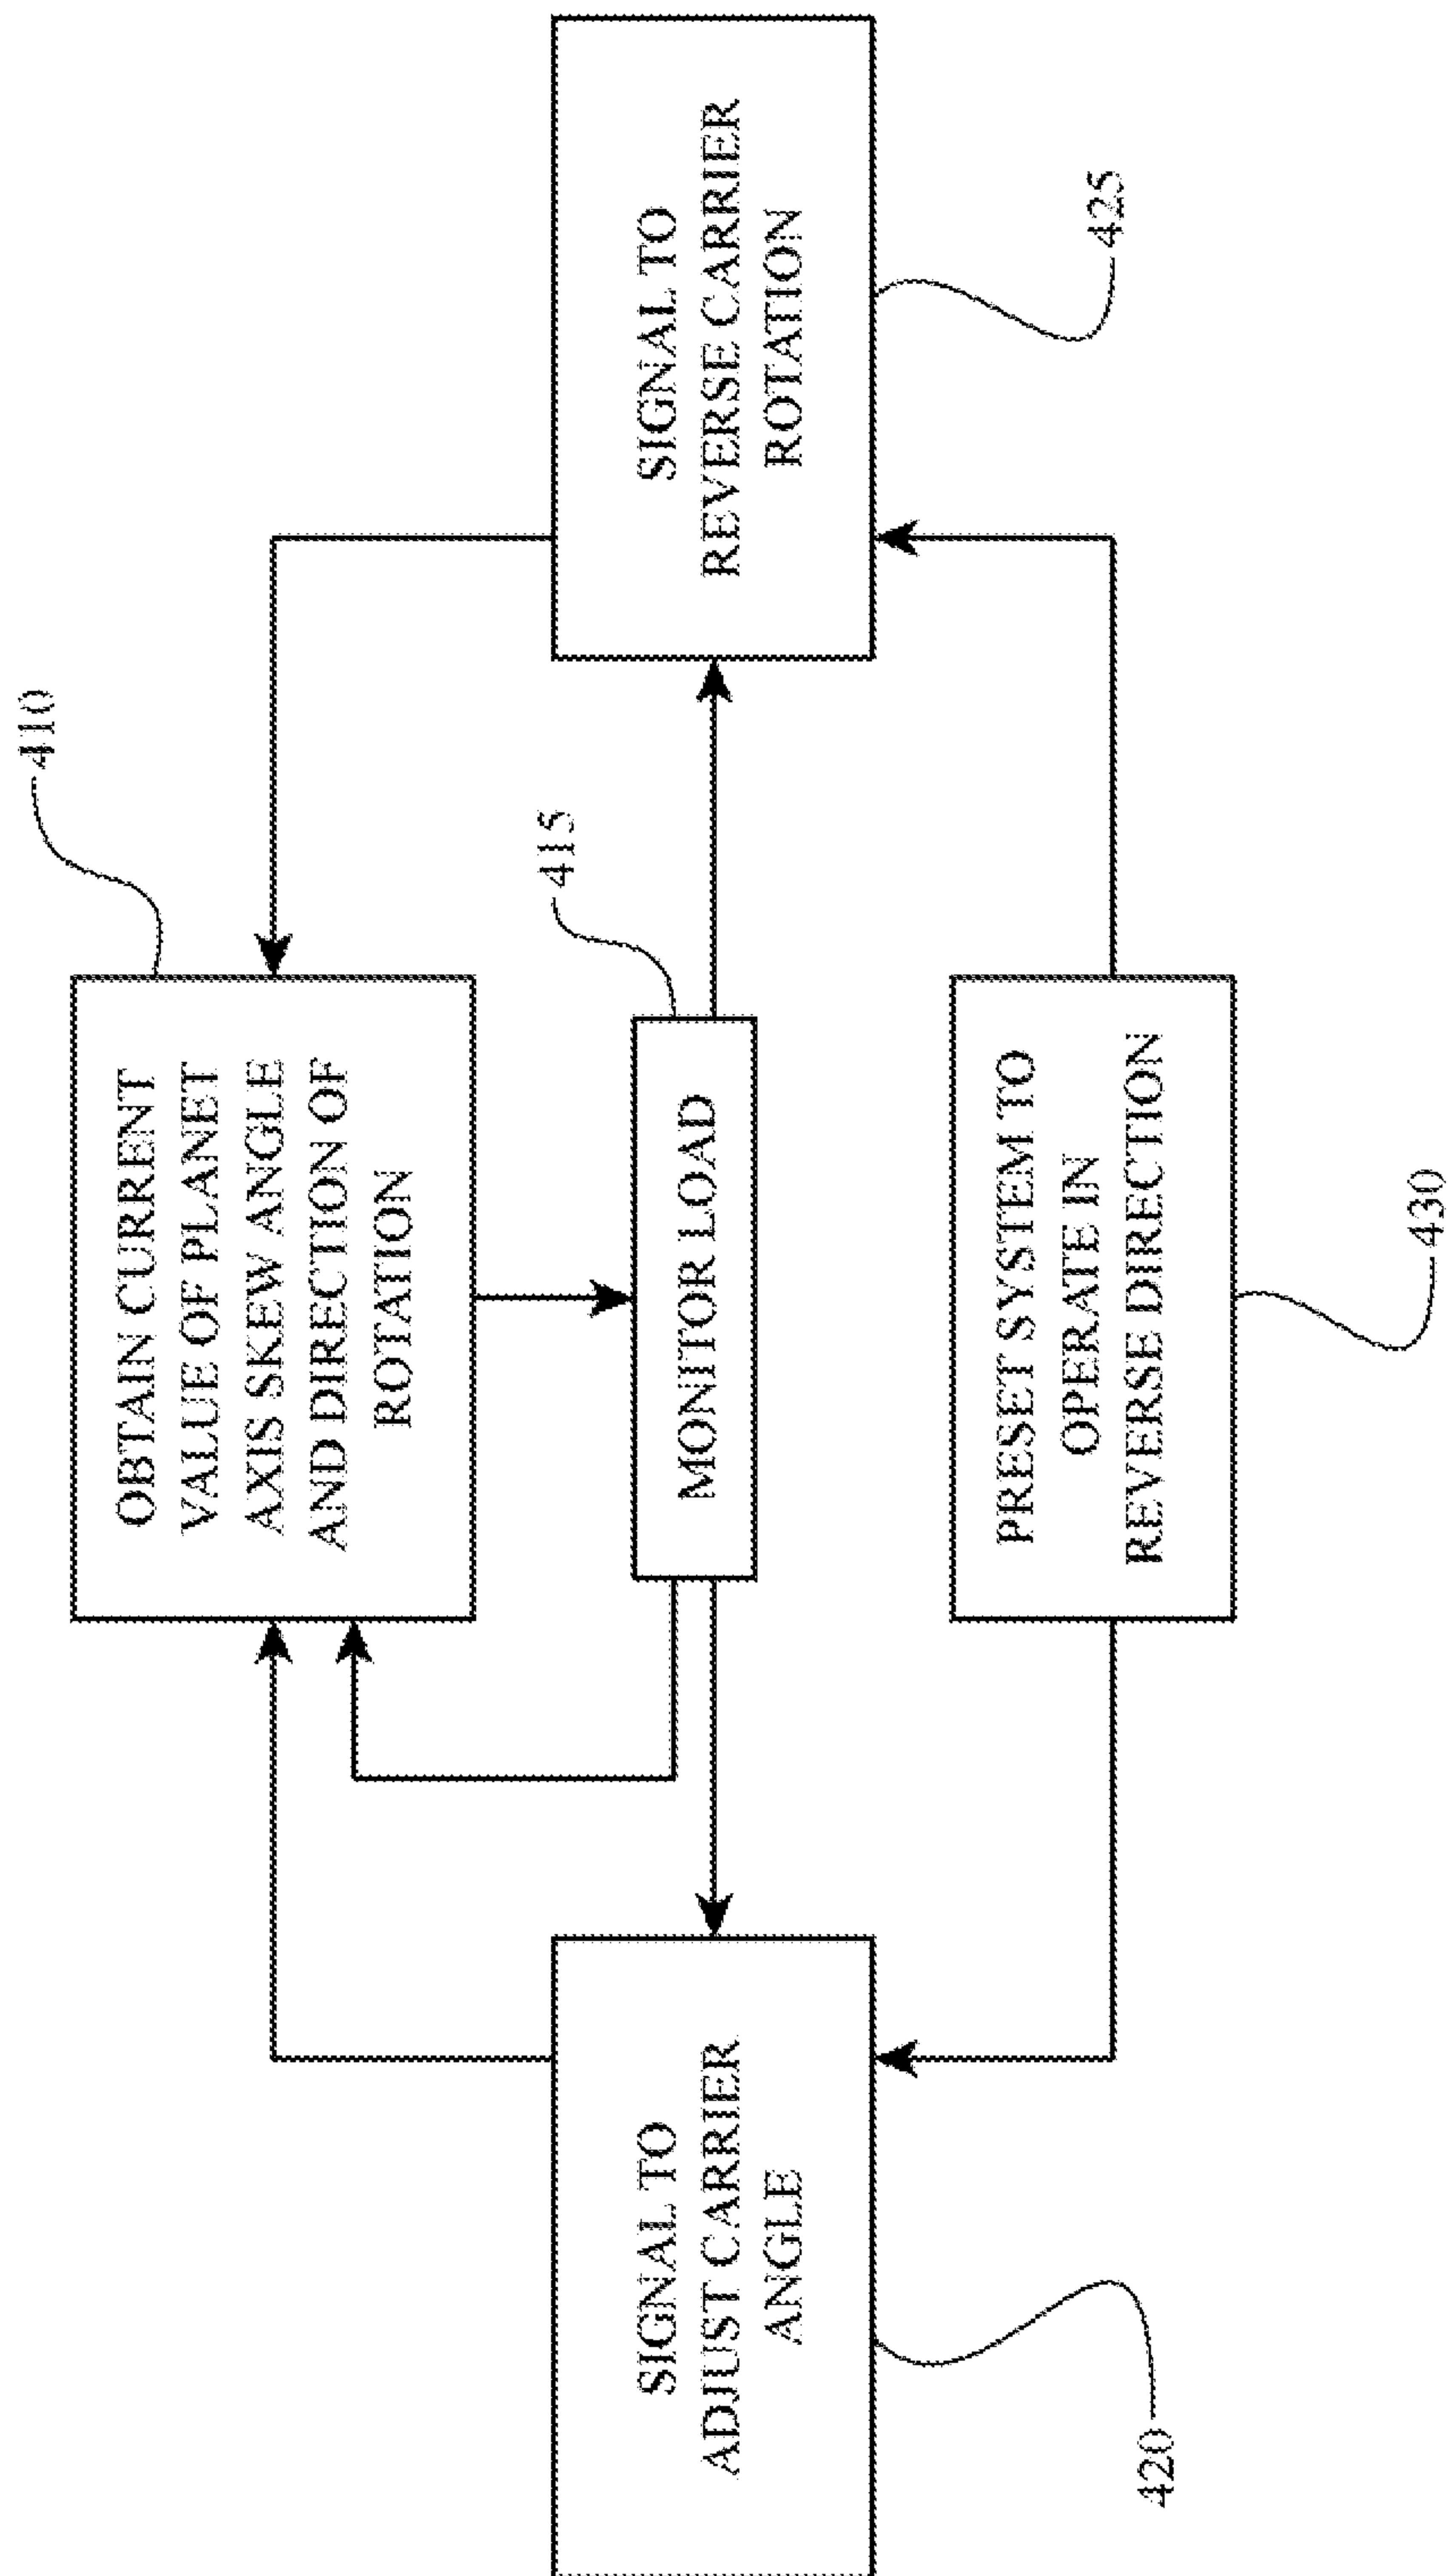 410
OBTAIN CURRENT
VALUE OF PLANET
AXIS SKEW ANGLE
AND DIRECTION OF
ROTATION
415
MONITOR LOAD
SIGNAL TO
ADJUST CARRIER
ANGLE
420
SIGNAL TO
REVERSE CARRIER
ROTATION
425
PRESET SYSTEM TO
OPERATE IN
REVERSE DIRECTION
430